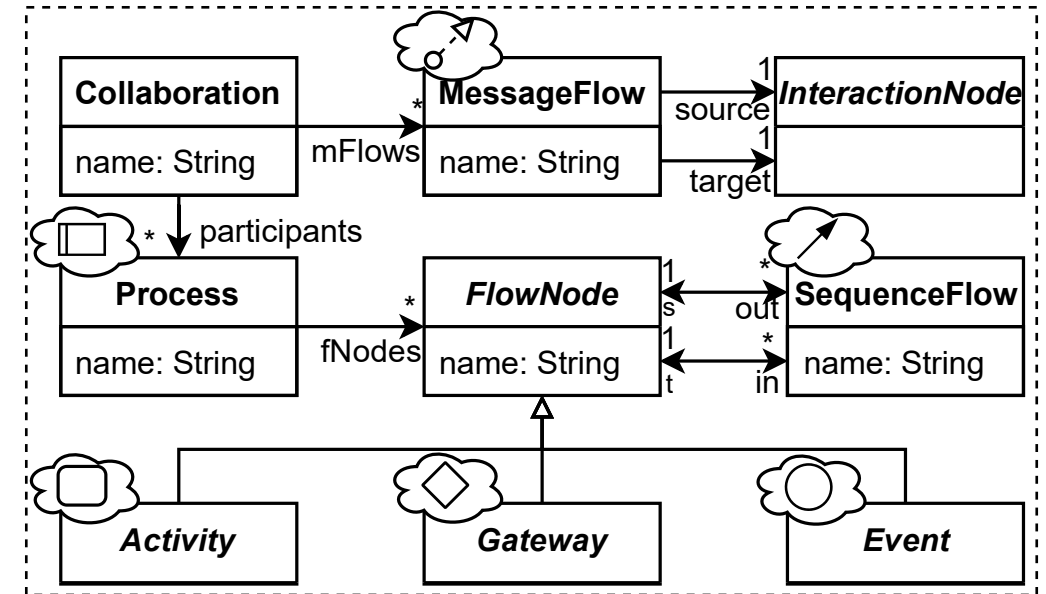 Collaboration
name: String
*
mFlows
MessageFlow
name: String
1
source
1
target
InteractionNode
* participants
Process
name: String
*
fNodes
FlowNode
name: String
1
s
*
out
1
t
*
in
SequenceFlow
name: String
Activity
Gateway
Event